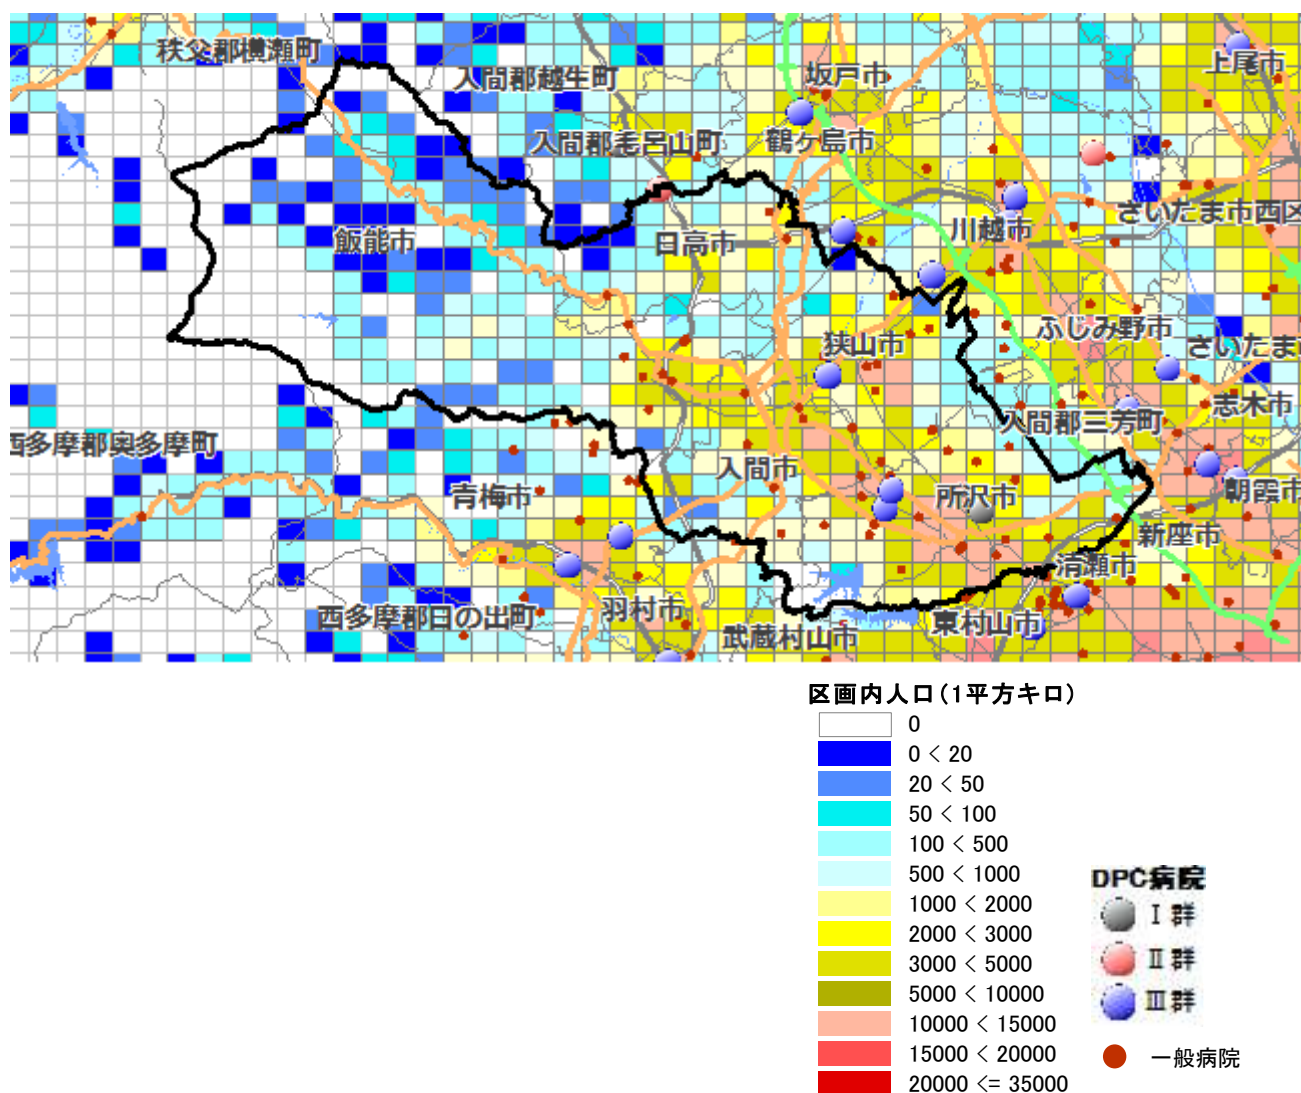 秩父郡横瀬町
上尾市
坂戸市
入間郡越生町
入間郡毛呂山町
鶴ヶ島市
さいたま市西区
川越市
飯能市
日高市
ふじみ野市
狭山市
さいたま市
志木市
入間郡三芳町
西多摩郡奥多摩町
入間市
青梅市
所沢市
朝霞市
新座市
清瀬市
羽村市
西多摩郡日の出町
東村山市
武蔵村山市
区画内人口(1平方キロ)
0
0 < 20
20 < 50
50 < 100
100 < 500
500 < 1000
1000 < 2000
2000 < 3000
3000 < 5000
5000 < 10000
10000 < 15000
15000 < 20000
20000 <= 35000
DPC病院
Ⅰ群
Ⅱ群
Ⅲ群
一般病院